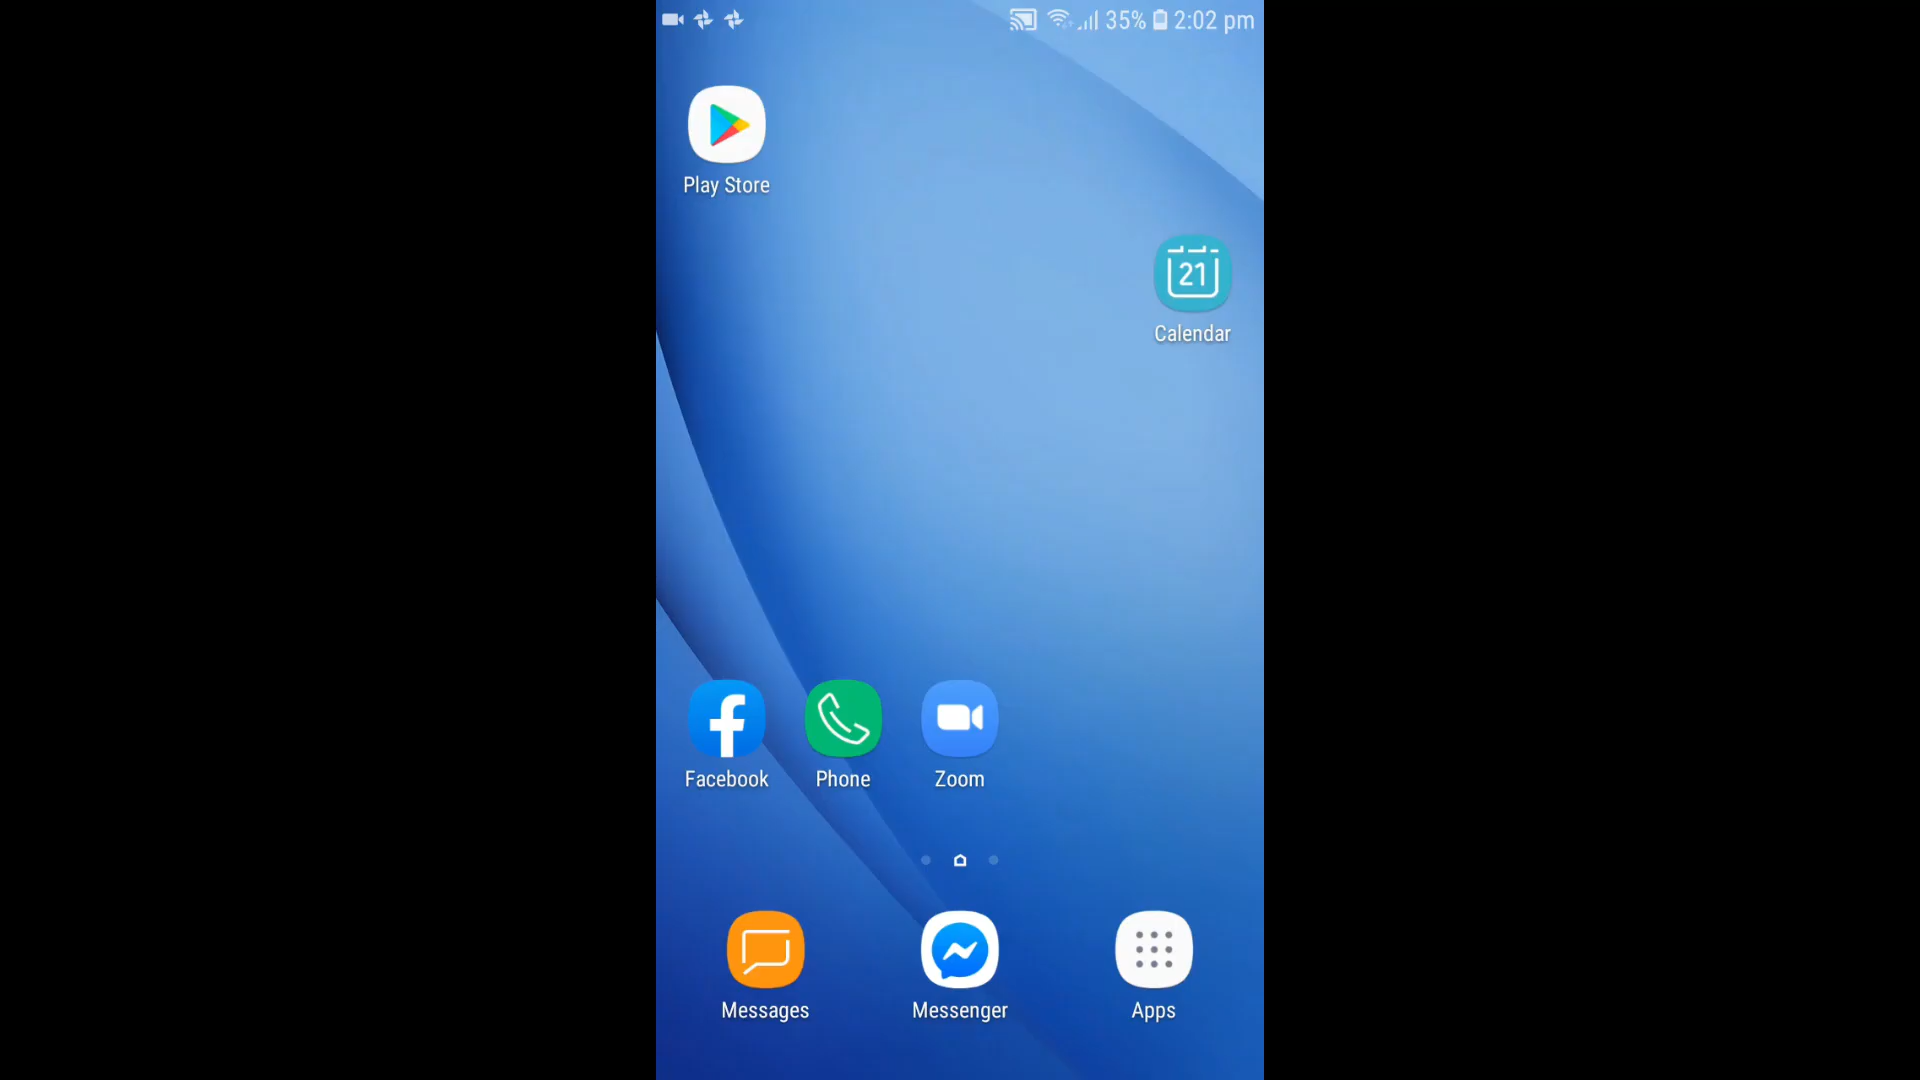 35% 2:02 pm
Play Store
21
Calendar
Facebook Phone Zoom
Messages Messenger Apps